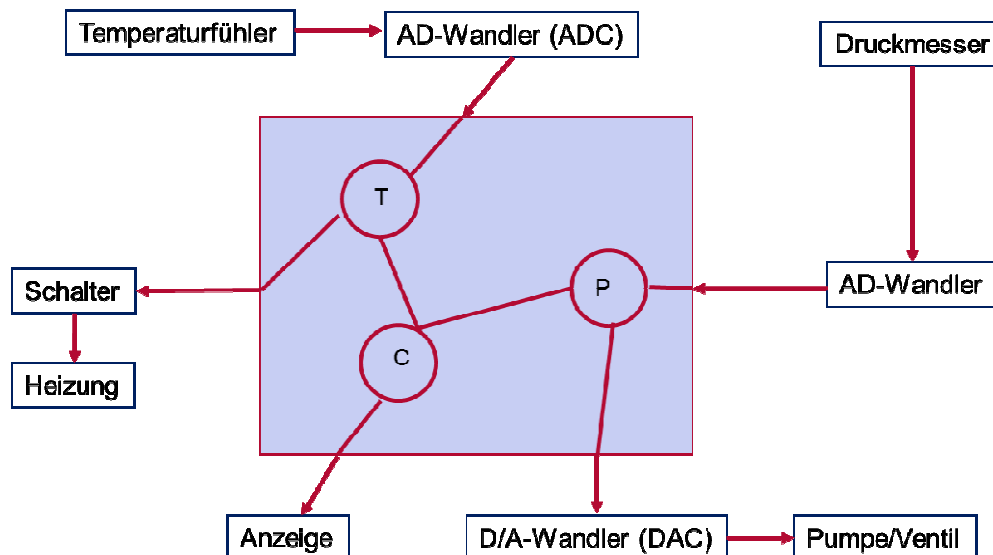 Temperaturfühler
AD-Wandler (ADC)
Druckmesser
T
Schalter
P
AD-Wandler
C
Heizung
Anzeige
D/A-Wandler (DAC)
Pumpe/Ventil